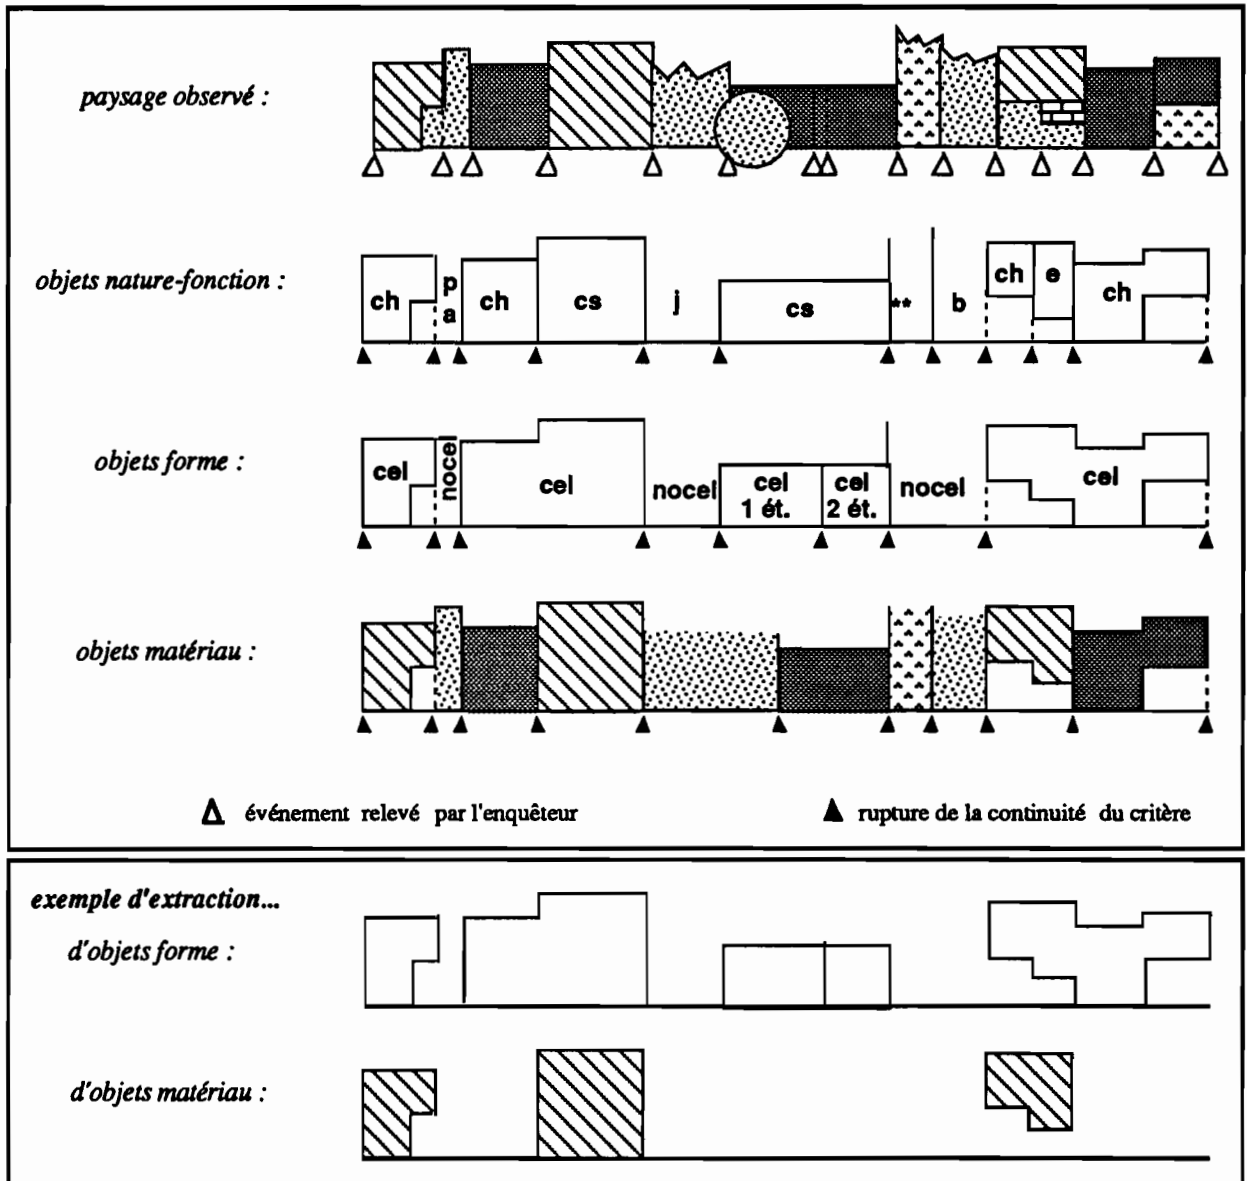 paysage observé :
objets nature-fonction :
ch
p
a
ch
cs
j
cs
**
b
ch
e
ch
objets forme :
cel
nocel
cel
nocel
cel
1 ét.
cel
2 ét.
nocel
cel
objets matériau :
événement relevé par l'enquêteur
rupture de la continuité du critère
exemple d'extraction...
d'objets forme :
d'objets matériau :